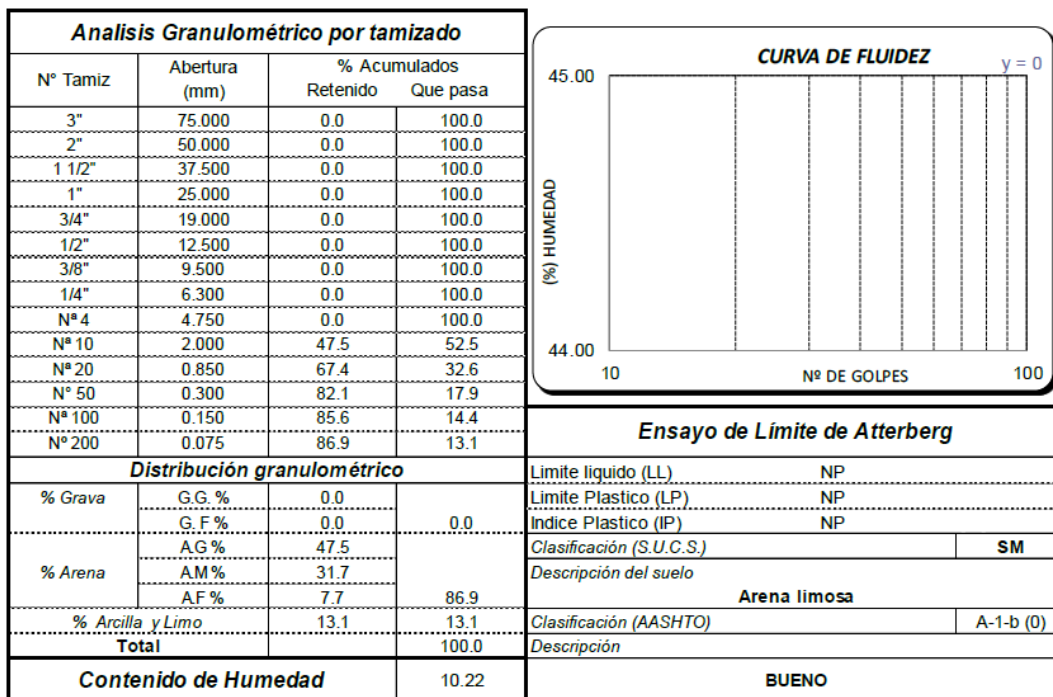 Analisis Granulométrico por tamizado
N° Tamiz Abertura (mm) % Acumulados
Retenido Que pasa
3" 75.000 0.0 100.0
2" 50.000 0.0 100.0
1 1/2" 37.500 0.0 100.0
1" 25.000 0.0 100.0
3/4" 19.000 0.0 100.0
1/2" 12.500 0.0 100.0
3/8" 9.500 0.0 100.0
1/4" 6.300 0.0 100.0
Nª 4 4.750 0.0 100.0
Nª 10 2.000 47.5 52.5
Nª 20 0.850 67.4 32.6
N° 50 0.300 82.1 17.9
Nª 100 0.150 85.6 14.4
Nº 200 0.075 86.9 13.1
Distribución granulométrico
% Grava G.G. % 0.0
G. F % 0.0 0.0
A.G % 47.5
% Arena A.M % 31.7
A.F % 7.7 86.9
% Arcilla y Limo 13.1 13.1
Total 100.0
Contenido de Humedad 10.22
CURVA DE FLUIDEZ
y = 0
45.00
(%) HUMEDAD
44.00
10 Nº DE GOLPES 100
Ensayo de Límite de Atterberg
Limite liquido (LL) NP
Limite Plastico (LP) NP
Indice Plastico (IP) NP
Clasificación (S.U.C.S.) SM
Descripción del suelo
Arena limosa
Clasificación (AASHTO) A-1-b (0)
Descripción
BUENO